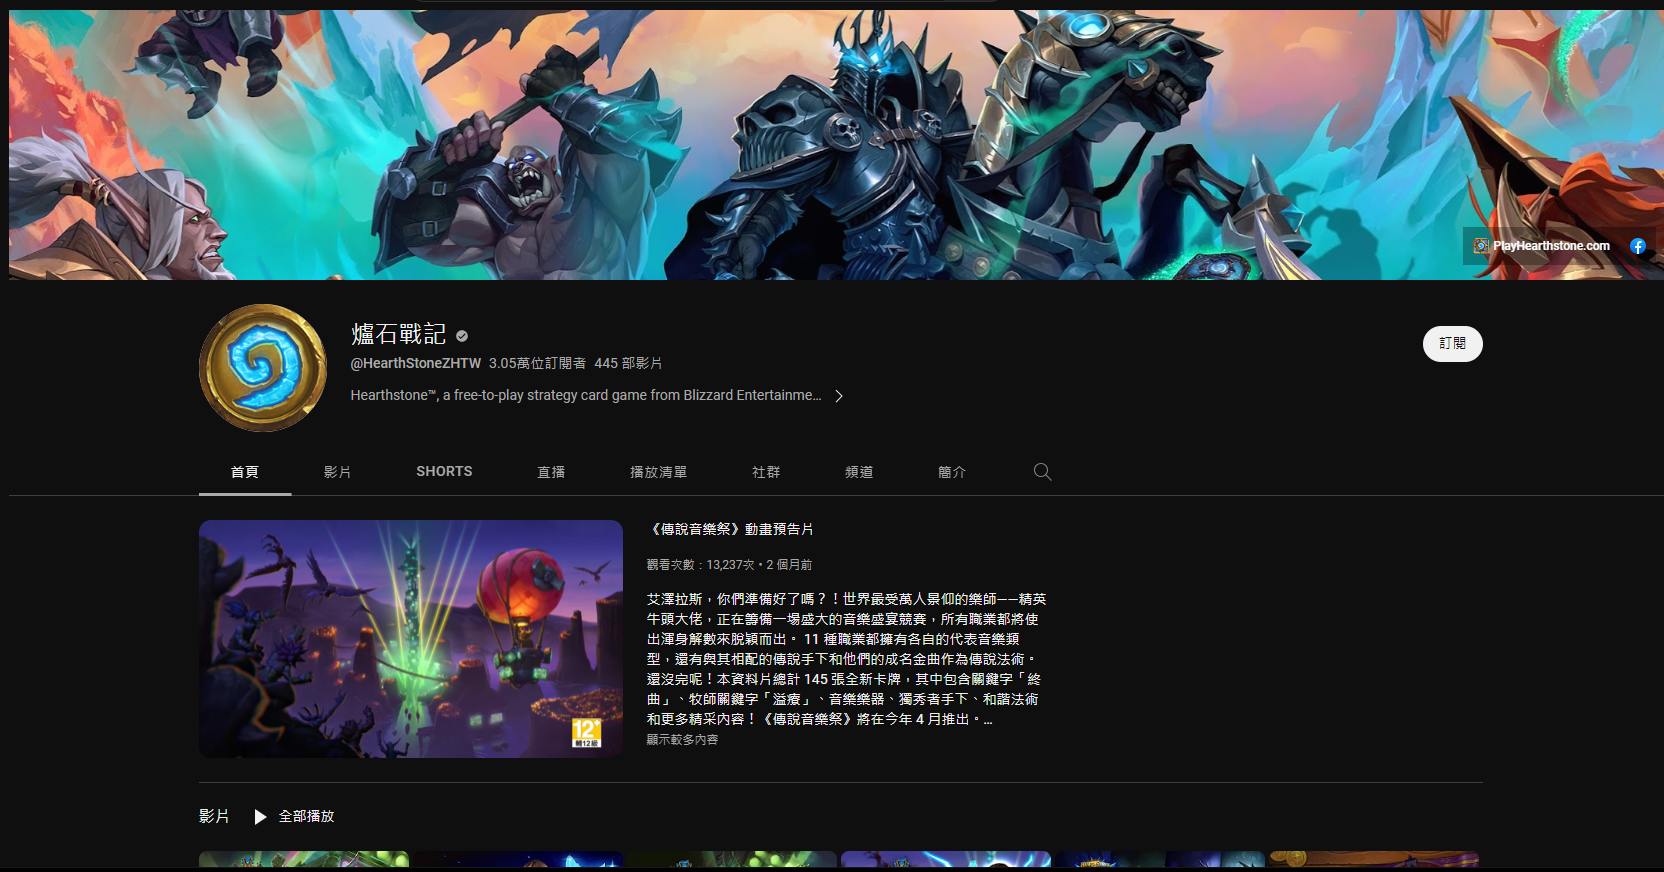 PlayHearthstone.com
爐石戰記
@HearthStoneZHTW 3.05萬位訂閱者 445 部影片
訂閱
Hearthstone™, a free-to-play strategy card game from Blizzard Entertainme...
首頁 影片 SHORTS 直播 播放清單 社群 頻道 簡介
《傳說音樂祭》動畫預告片
觀看次數：13,237次 • 2 個月前
艾澤拉斯，你們準備好了嗎？！世界最受萬人景仰的樂師——精英
牛頭大佬，正在籌備一場盛大的音樂盛宴競賽，所有職業都將使
出渾身解數來脫穎而出。 11 種職業都擁有各自的代表音樂類
型，還有與其相配的傳說手下和他們的成名金曲作為傳說法術。
還沒完呢！本資料片總計 145 張全新卡牌，其中包含關鍵字「終
曲」、牧師關鍵字「溢療」、音樂樂器、獨秀者手下、和諧法術
和更多精采內容！《傳說音樂祭》將在今年 4 月推出。...
顯示較多內容
12+
輔12級
影片 全部播放